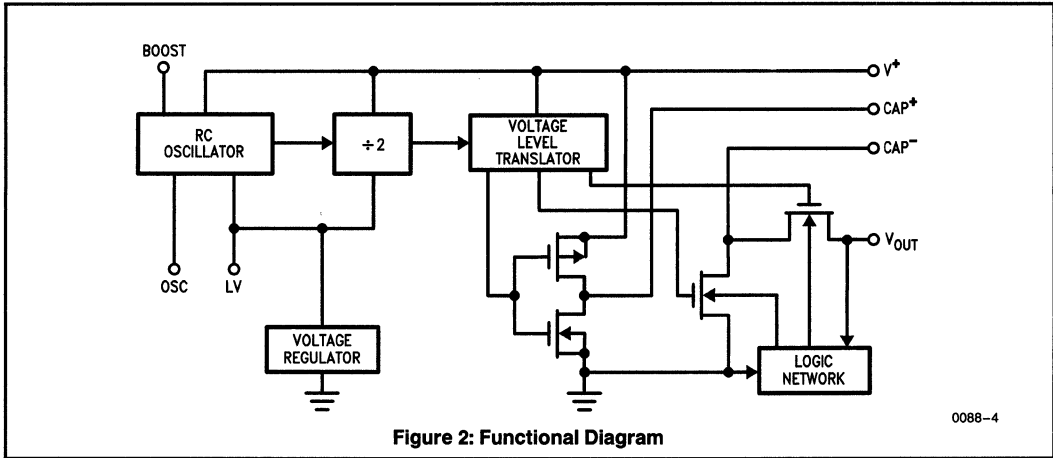 BOOST
V+
CAP+
CAP-
RC
OSCILLATOR
÷2
VOLTAGE
LEVEL
TRANSLATOR
VOUT
OSC
LV
VOLTAGE
REGULATOR
LOGIC
NETWORK
0088-4
Figure 2: Functional Diagram